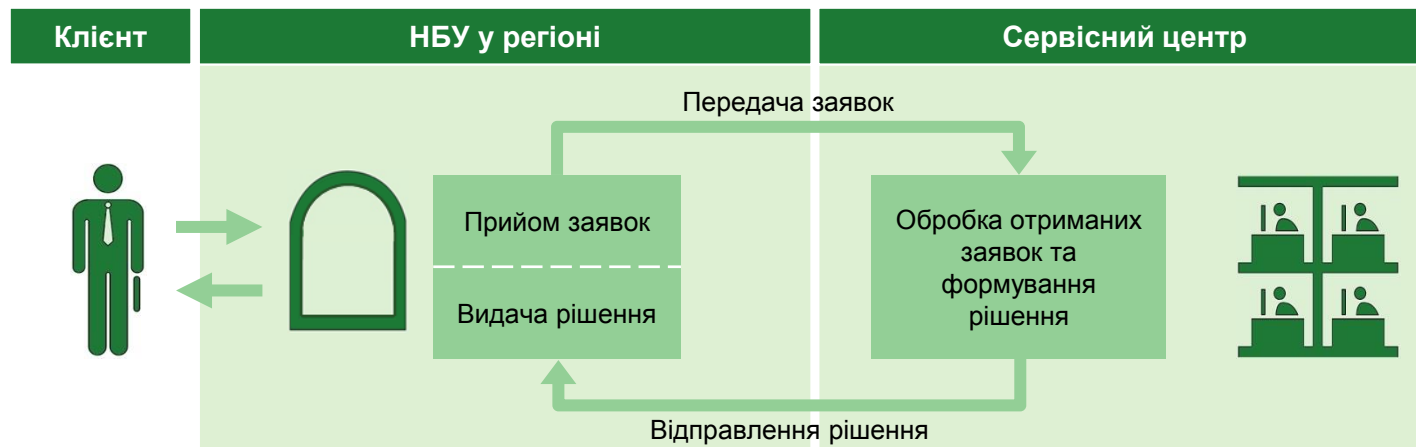 Клієнт
НБУ у регіоні
Сервісний центр
Передача заявок
Прийом заявок
Видача рішення
Обробка отриманих
заявок та
формування
рішення
Відправлення рішення